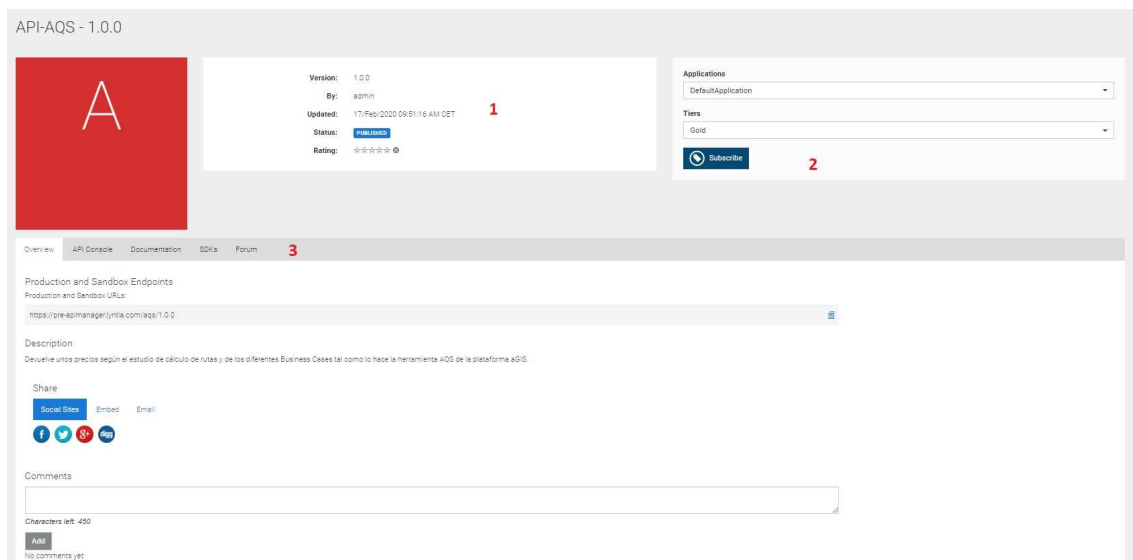 API-AQS - 1.0.0
A
Version: 1.0.0
By: admin
Updated: 17/Feb/2020 09:51:16 AM CET
Status: PUBLISHED
Rating:
1
Applications
DefaultApplication
Tiers
Gold
Subscribe
2
Overview API Console Documentation SDKs Forum 3
Production and Sandbox Endpoints
Production and Sandbox URLs:
https://pre-apimanager.lyntia.com/aqs/1.0.0
Description
Devuelve unos precios según el estudio de cálculo de rutas y de los diferentes Business Cases tal como lo hace la herramienta AQS de la plataforma aGIS.
Share
Social Sites Embed Email
f 8+ digg
Comments
Characters left: 450
Add
No comments yet